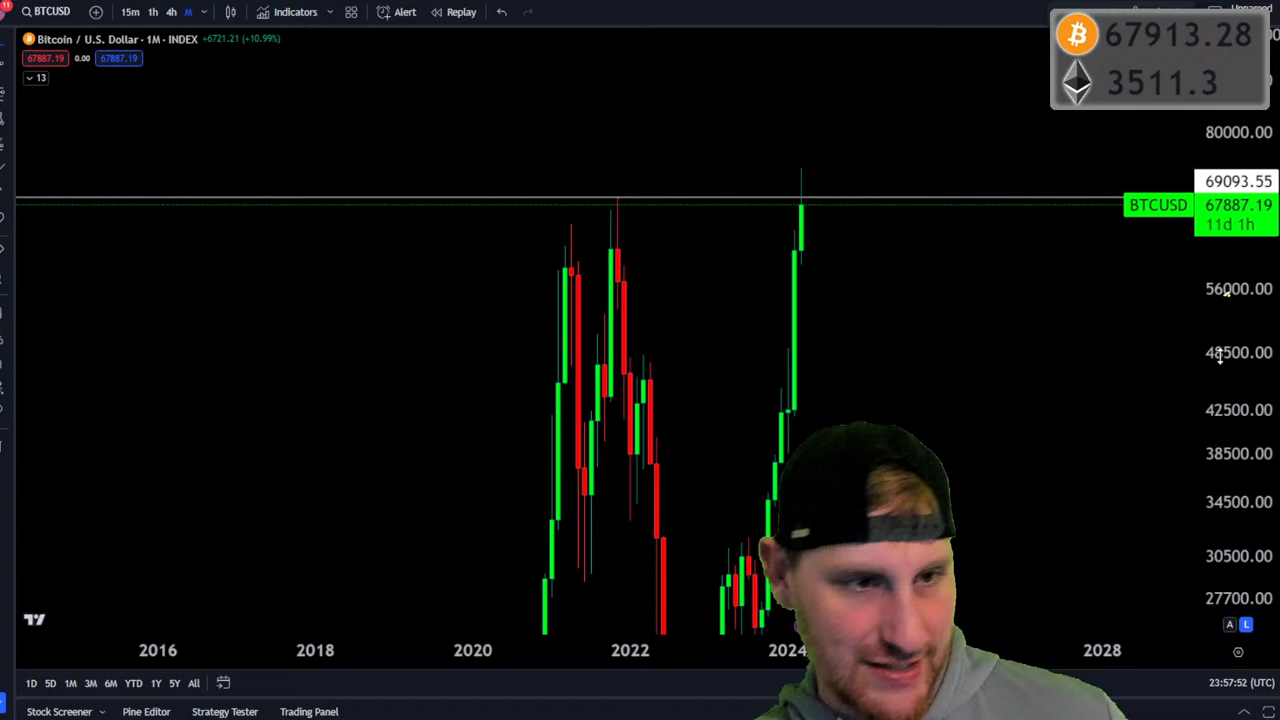 11
BTCUSD
15m 1h 4h M
Indicators
Alert
Replay
Unnamed
Bitcoin / U.S. Dollar · 1M · INDEX +6721.21 (+10.99%)
67887.19 0.00 67887.19
13
67913.28
3511.3
80000.00
69093.55
BTCUSD 67887.19
11d 1h
56000.00
48500.00
42500.00
38500.00
34500.00
30500.00
27700.00
A L
2016 2018 2020 2022 2024 2028
1D 5D 1M 3M 6M YTD 1Y 5Y All
23:57:52 (UTC)
Stock Screener Pine Editor Strategy Tester Trading Panel